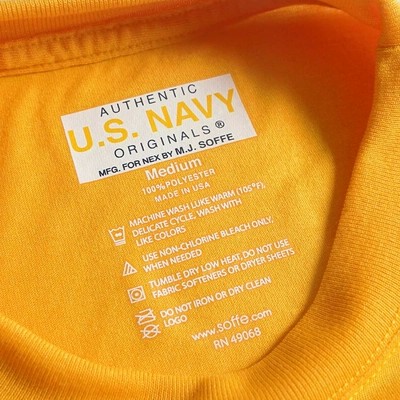 AUTHENTIC
U.S. NAVY
ORIGINALS®
MFG. FOR NEX BY M.J. SOFFE
Medium
100% POLYESTER
MADE IN USA
MACHINE WASH LIKE WARM (105°F),
DELICATE CYCLE, WASH WITH
LIKE COLORS
USE NON-CHLORINE BLEACH ONLY,
WHEN NEEDED
TUMBLE DRY LOW HEAT. DO NOT USE
FABRIC SOFTENERS OR DRYER SHEETS
DO NOT IRON OR DRY CLEAN
LOGO
www.soffe.com
RN 49068